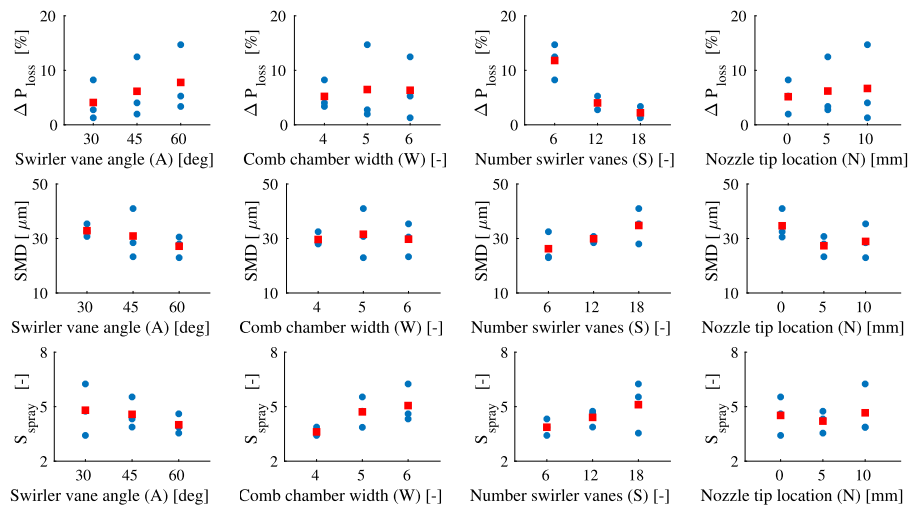 Δ P_loss [%]
20
10
0
30 45 60
Swirler vane angle (A) [deg]
Δ P_loss [%]
20
10
0
4 5 6
Comb chamber width (W) [-]
Δ P_loss [%]
20
10
0
6 12 18
Number swirler vanes (S) [-]
Δ P_loss [%]
20
10
0
0 5 10
Nozzle tip location (N) [mm]
SMD [ μm]
50
30
10
30 45 60
Swirler vane angle (A) [deg]
SMD [ μm]
50
30
10
4 5 6
Comb chamber width (W) [-]
SMD [ μm]
50
30
10
6 12 18
Number swirler vanes (S) [-]
SMD [ μm]
50
30
10
0 5 10
Nozzle tip location (N) [mm]
S_spray [-]
8
5
2
30 45 60
Swirler vane angle (A) [deg]
S_spray [-]
8
5
2
4 5 6
Comb chamber width (W) [-]
S_spray [-]
8
5
2
6 12 18
Number swirler vanes (S) [-]
S_spray [-]
8
5
2
0 5 10
Nozzle tip location (N) [mm]